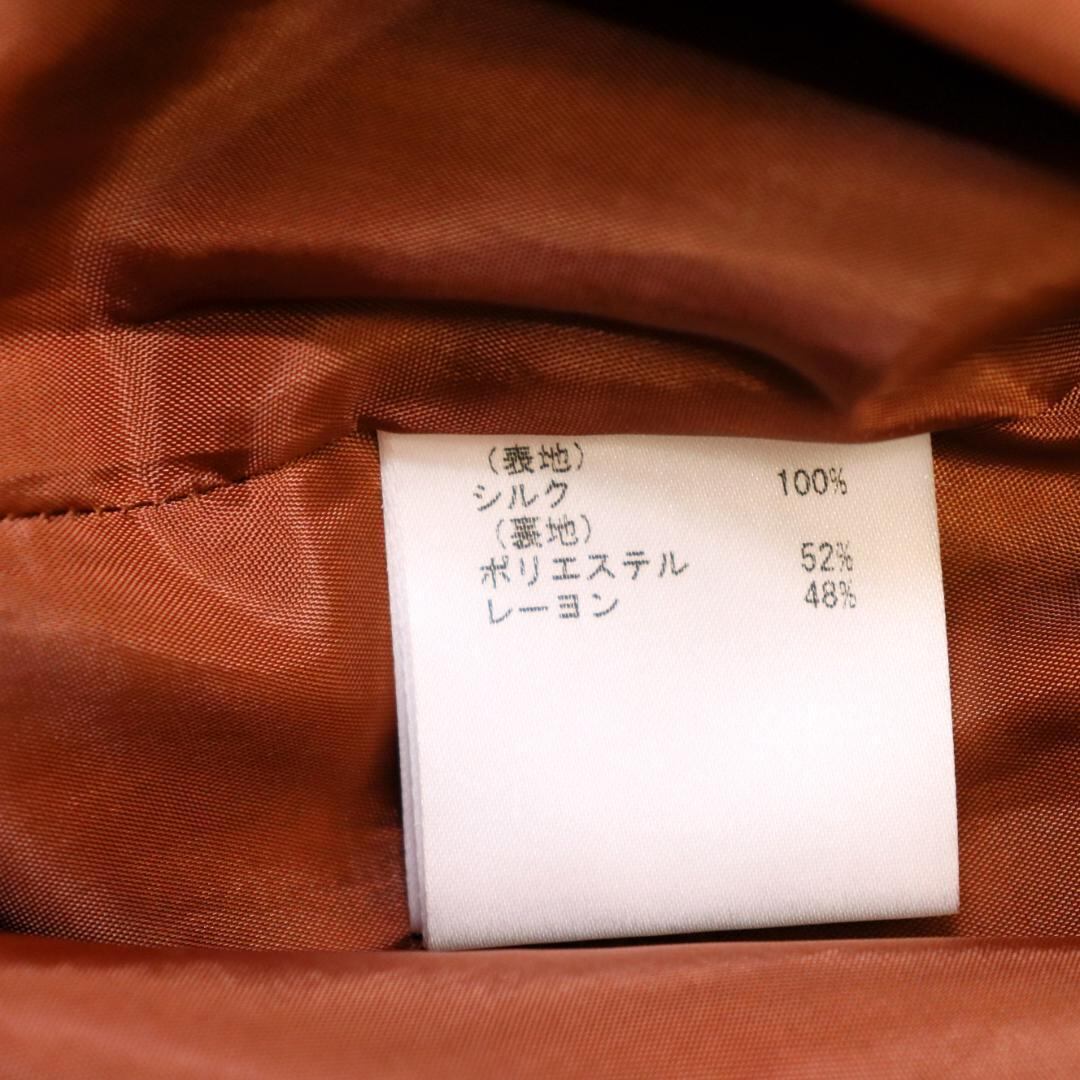 (表地)
シルク 100%
(裏地)
ポリエステル 52%
レーヨン 48%